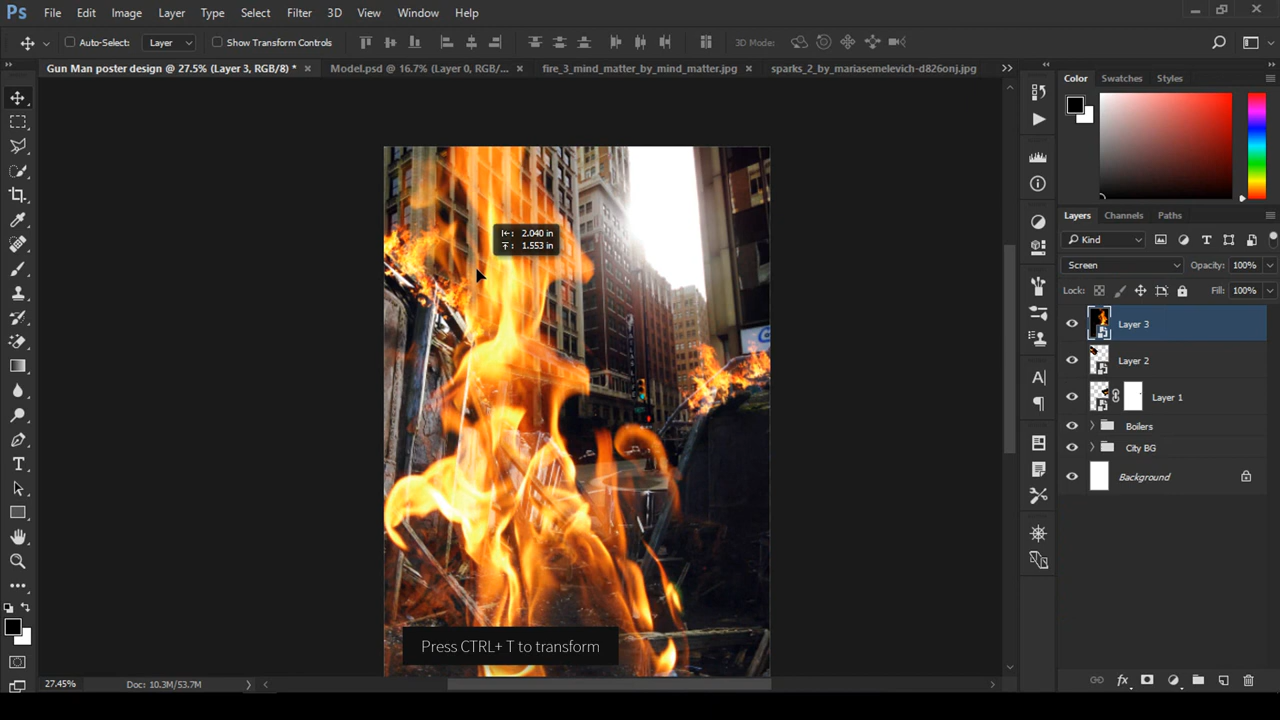 Ps File Edit Image Layer Type Select Filter 3D View Window Help
Auto-Select: Layer Show Transform Controls 3D Mode:
Gun Man poster design @ 27.5% (Layer 3, RGB/8) * × Model.psd @ 16.7% (Layer 0, RGB/... × fire_3_mind_matter_by_mind_matter.jpg × sparks_2_by_mariasemelevich-d826onj.jpg
Color Swatches Styles
2.040 in
1.553 in
Layers Channels Paths
Kind
Screen Opacity: 100%
Lock: Fill: 100%
Layer 3
Layer 2
Layer 1
Boilers
City BG
Background
Press CTRL+ T to transform
27.45% Doc: 10.3M/53.7M